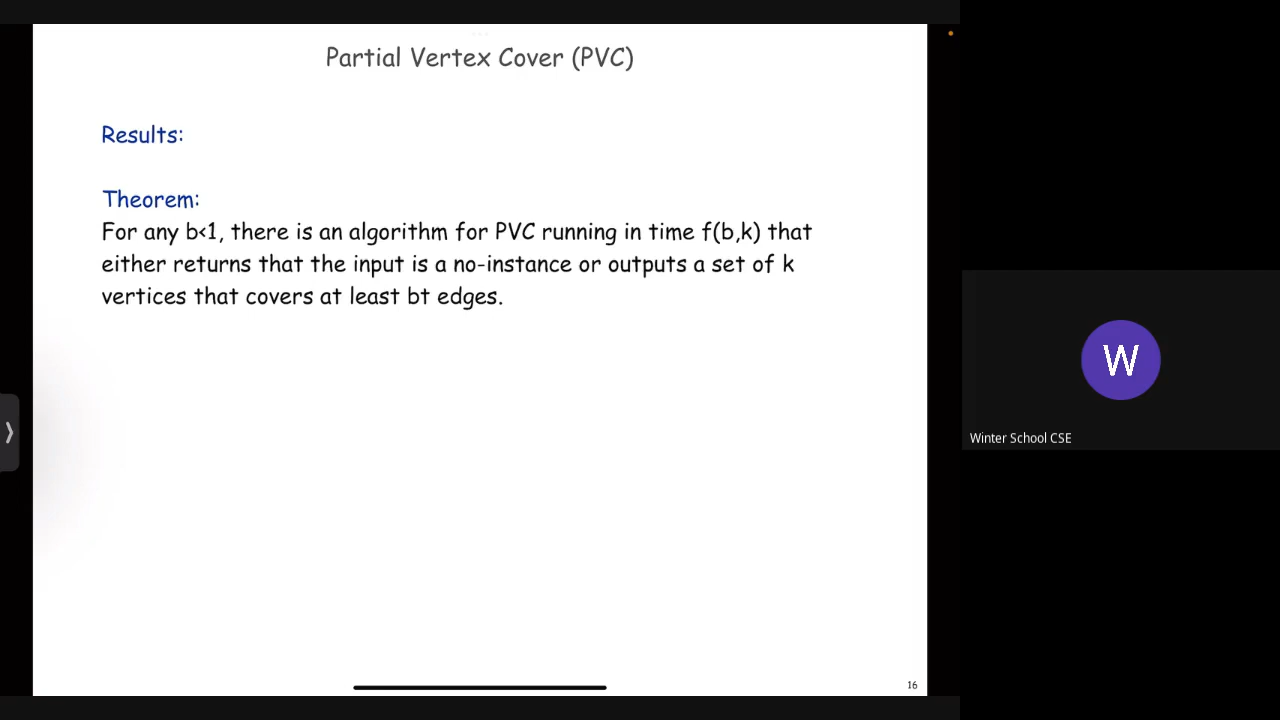 Partial Vertex Cover (PVC)
Results:
Theorem:
For any b<1, there is an algorithm for PVC running in time f(b,k) that
either returns that the input is a no-instance or outputs a set of k
vertices that covers at least bt edges.
16
W
Winter School CSE